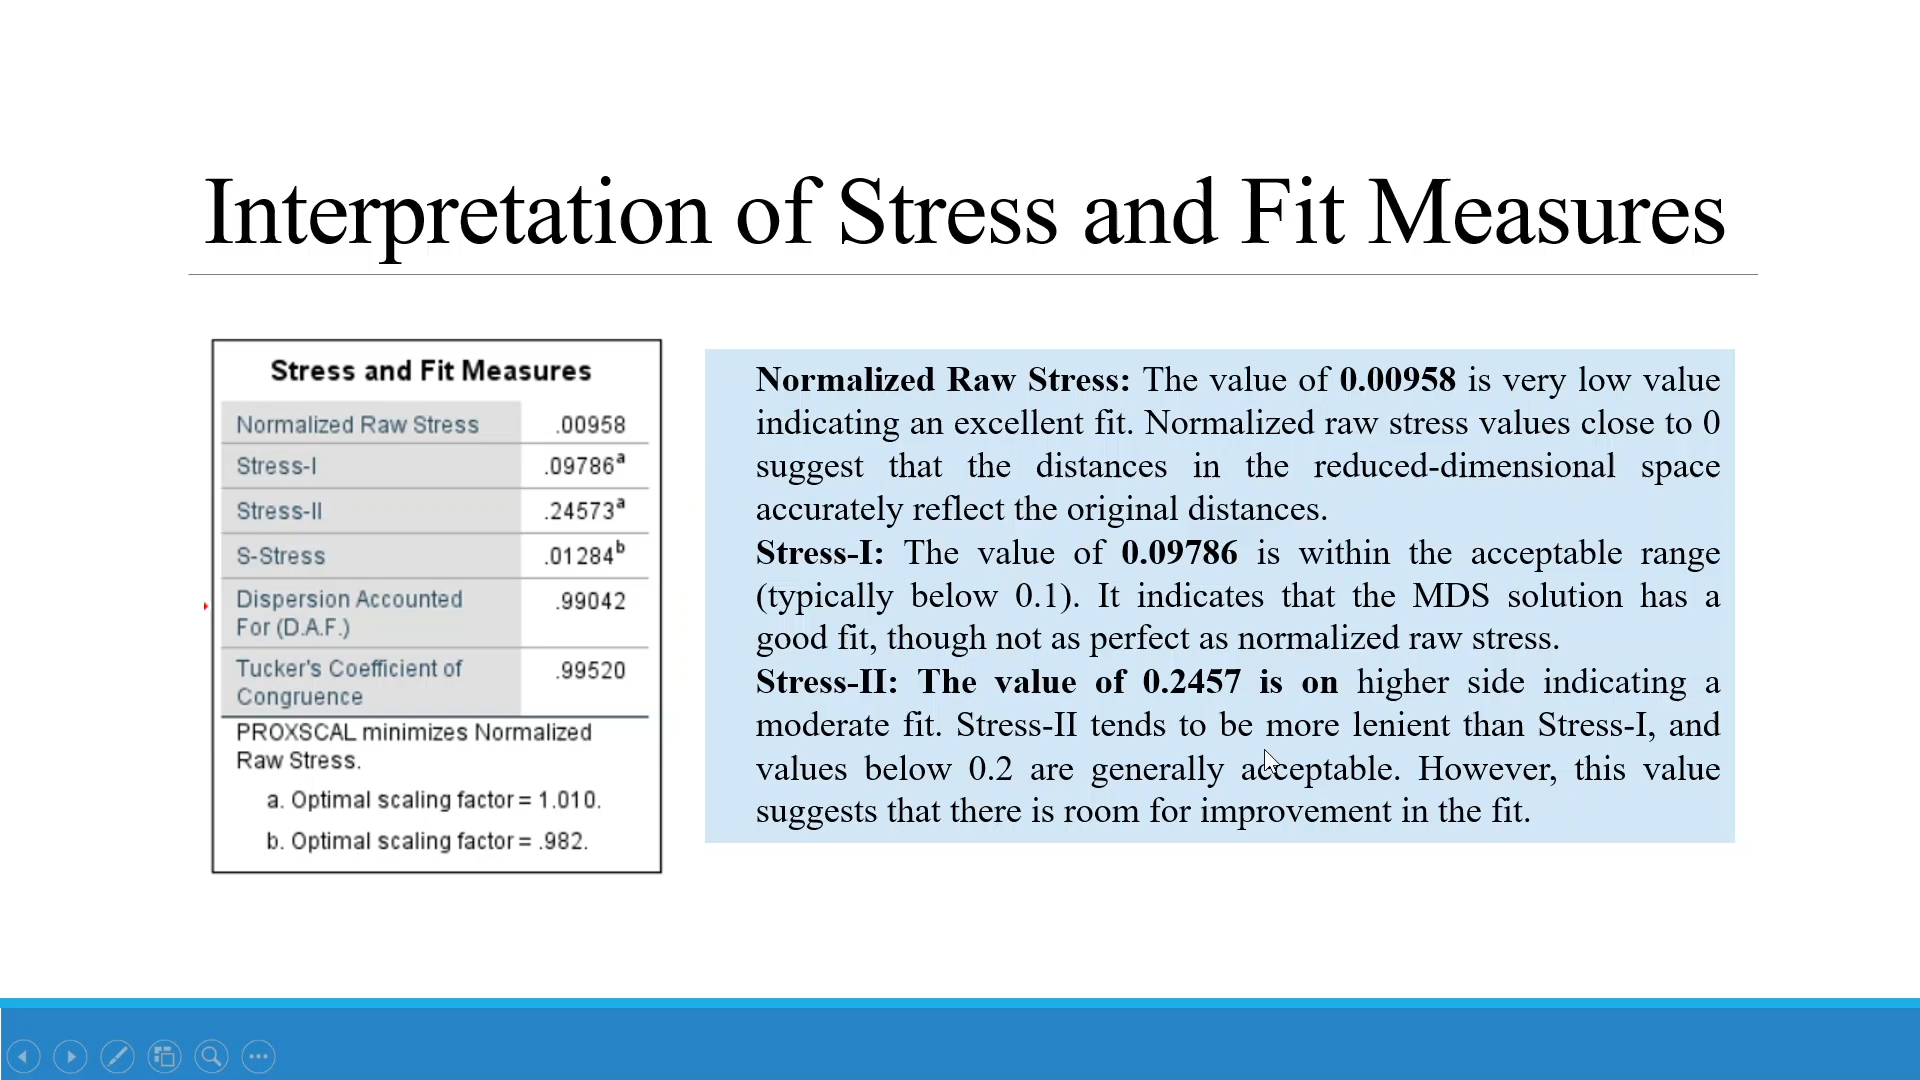 Interpretation of Stress and Fit Measures
Stress and Fit Measures
Normalized Raw Stress .00958
Stress-I .09786a
Stress-II .24573a
S-Stress .01284b
Dispersion Accounted For (D.A.F.) .99042
Tucker's Coefficient of Congruence .99520
PROXSCAL minimizes Normalized
Raw Stress.
a. Optimal scaling factor = 1.010.
b. Optimal scaling factor = .982.
Normalized Raw Stress: The value of 0.00958 is very low value
indicating an excellent fit. Normalized raw stress values close to 0
suggest that the distances in the reduced-dimensional space
accurately reflect the original distances.
Stress-I: The value of 0.09786 is within the acceptable range
(typically below 0.1). It indicates that the MDS solution has a
good fit, though not as perfect as normalized raw stress.
Stress-II: The value of 0.2457 is on higher side indicating a
moderate fit. Stress-II tends to be more lenient than Stress-I, and
values below 0.2 are generally acceptable. However, this value
suggests that there is room for improvement in the fit.